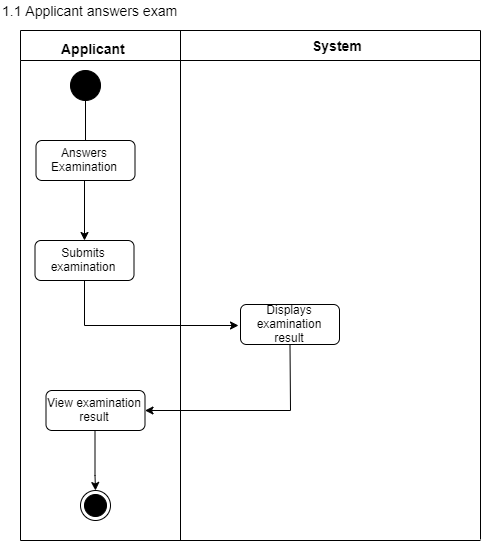 1.1 Applicant answers exam
Applicant
System
Answers
Examination
Submits
examination
Displays
examination
result
View examination
result